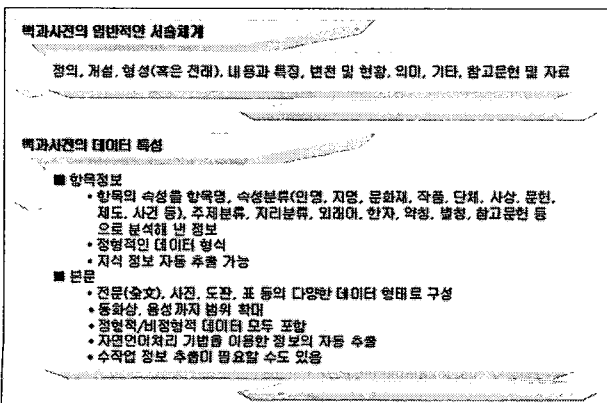 백과사전의 일반적인 서술체계
정의, 개설, 형성(혹은 전래), 내용과 특징, 변천 및 현황, 의미, 기타, 참고문헌 및 자료
백과사전의 데이터 특성
■ 항목정보
• 항목의 속성을 항목명, 속성분류(인명, 지명, 문화재, 작품, 단체, 사상, 문헌,
제도, 사건 등), 주제분류, 지리분류, 외래어, 한자, 약칭, 별칭, 참고문헌 등
으로 분석해 낸 정보
• 정형적인 데이터 형식
• 지식 정보 자동 추출 가능
■ 본문
• 전문(全文), 사진, 도판, 표 등의 다양한 데이터 형태로 구성
• 동화상, 음성까지 범위 확대
• 정형적/비정형적 데이터 모두 포함
• 자연언어처리 기법을 이용한 정보의 자동 추출
• 수작업 정보 추출이 필요할 수도 있음